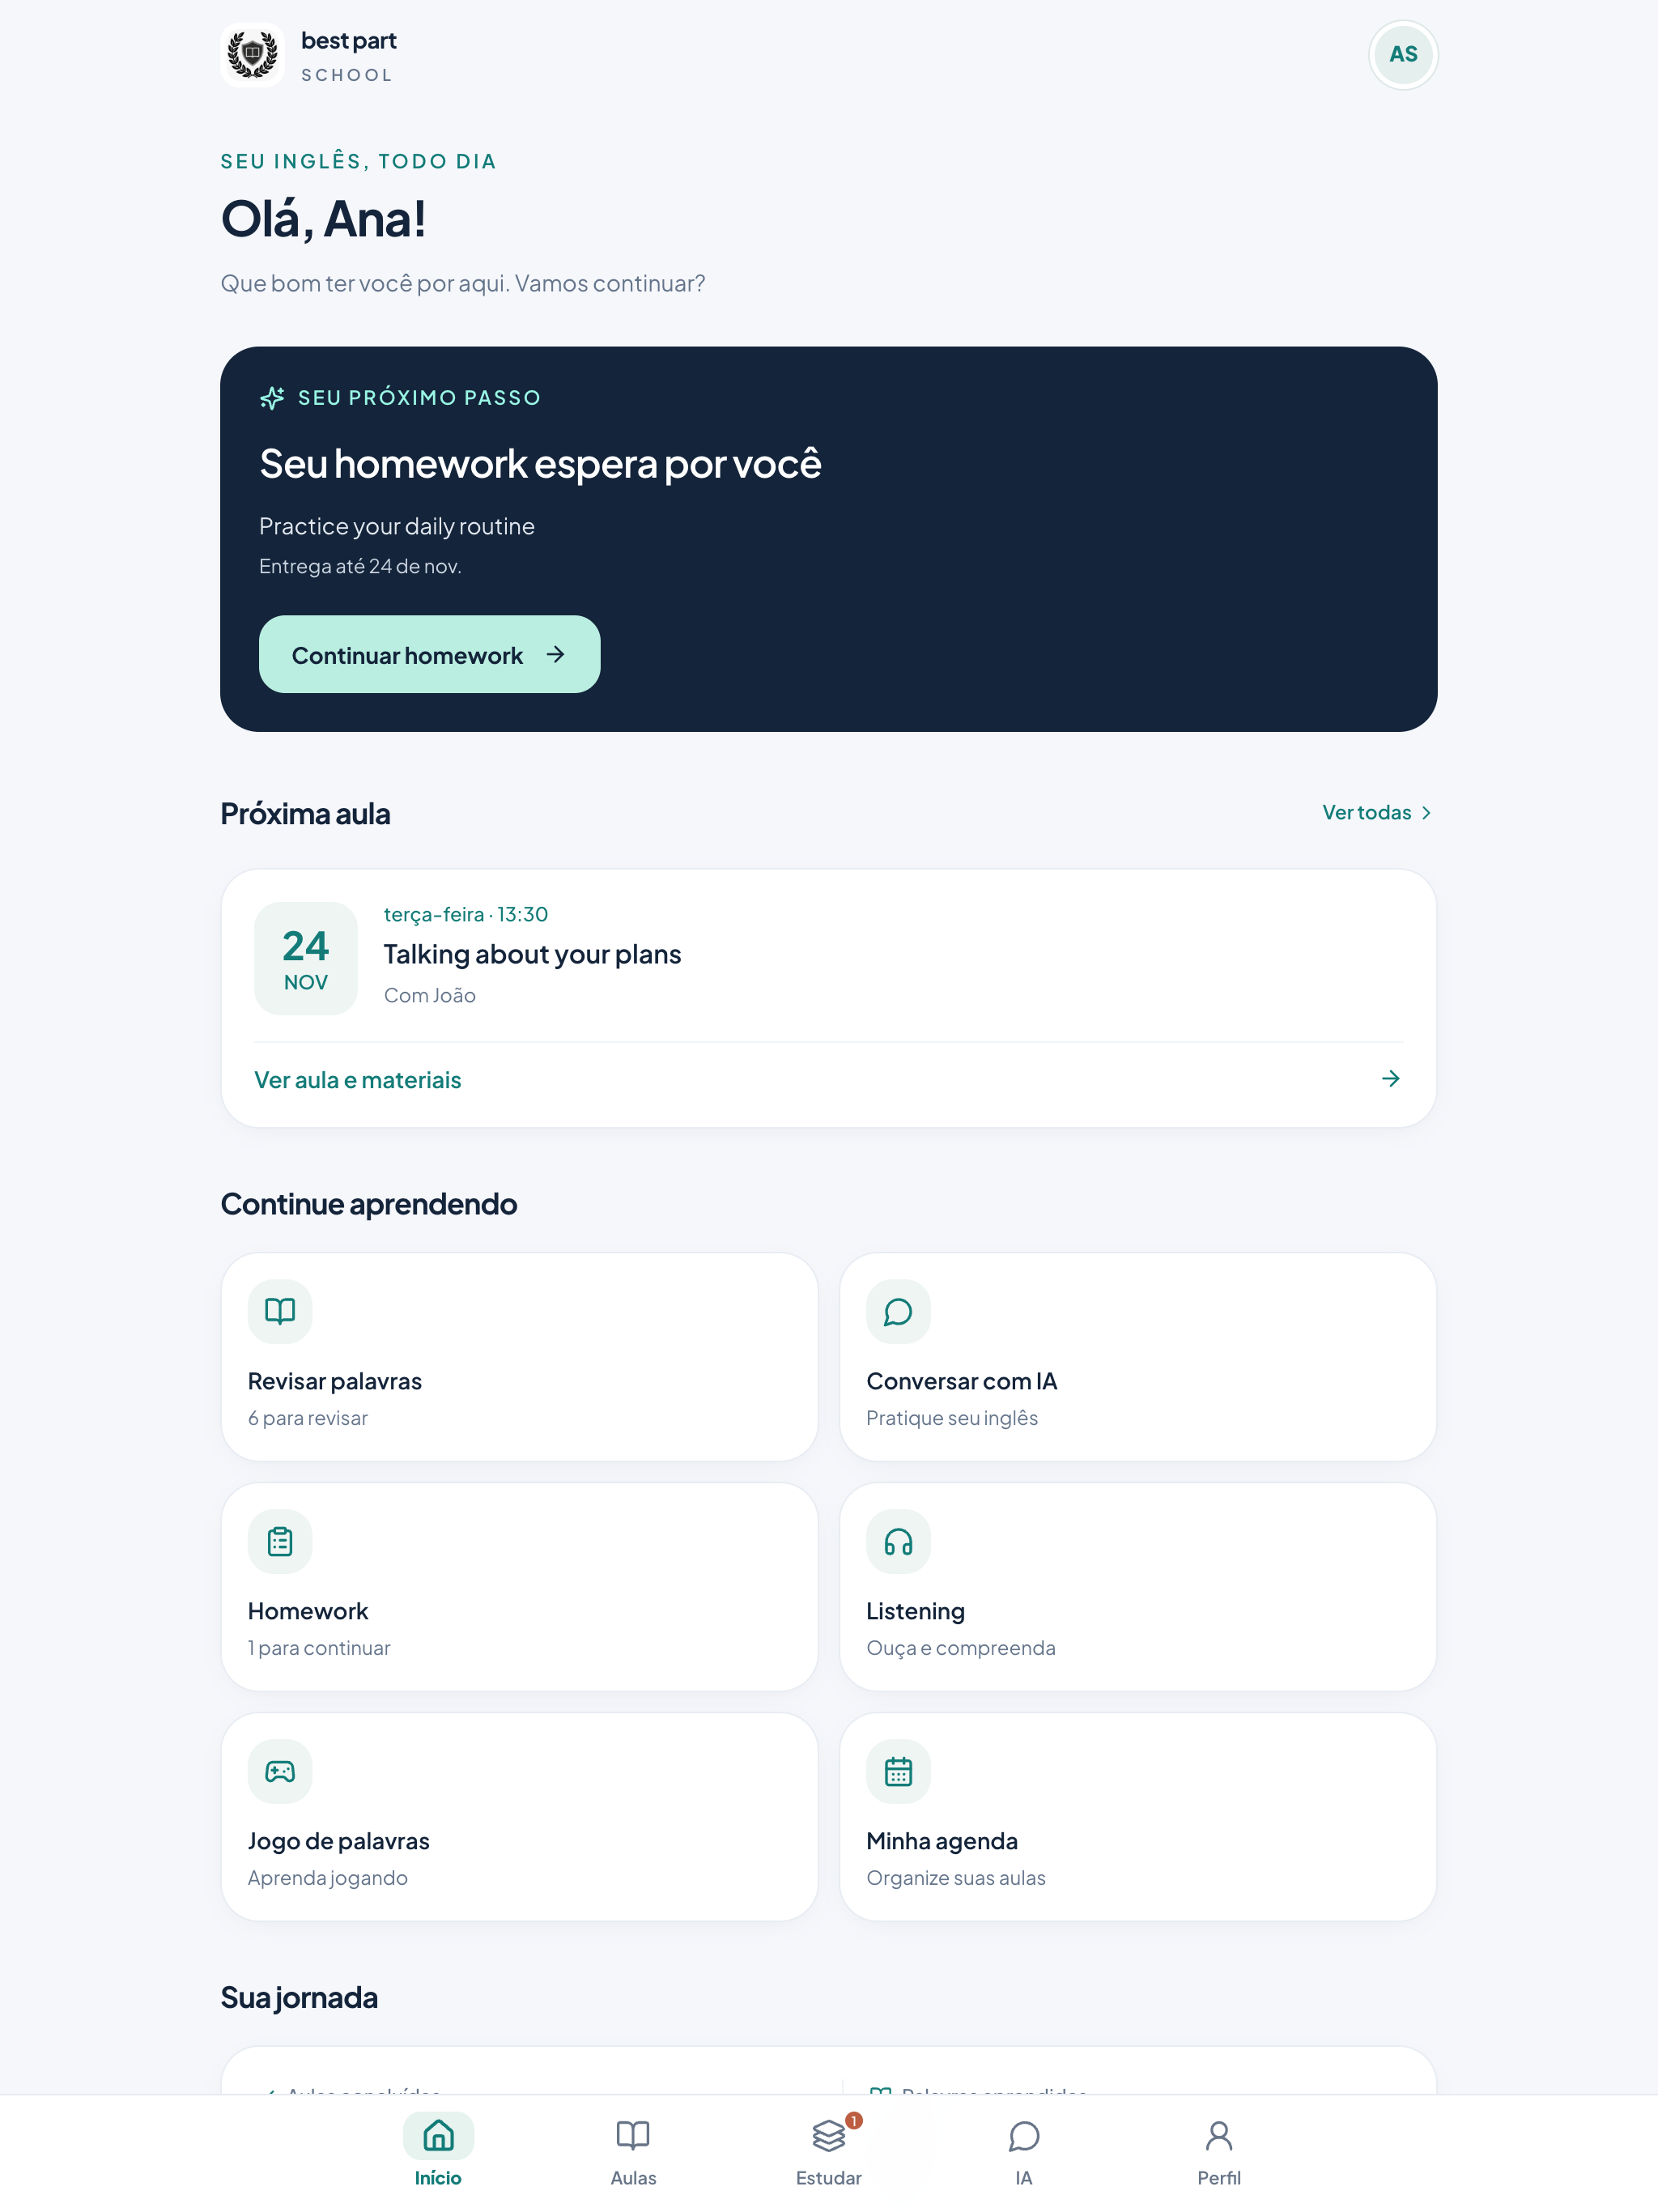 best part
SCHOOL
AS
SEU INGLÊS, TODO DIA
Olá, Ana!
Que bom ter você por aqui. Vamos continuar?
SEU PRÓXIMO PASSO
Seu homework espera por você
Practice your daily routine
Entrega até 24 de nov.
Continuar homework
Próxima aula
Ver todas
24
NOV
terça-feira · 13:30
Talking about your plans
Com João
Ver aula e materiais
Continue aprendendo
Revisar palavras
6 para revisar
Conversar com IA
Pratique seu inglês
Homework
1 para continuar
Listening
Ouça e compreenda
Jogo de palavras
Aprenda jogando
Minha agenda
Organize suas aulas
Sua jornada
Aulas concluídas
Palavras aprendidas
1
Início
Aulas
Estudar
IA
Perfil